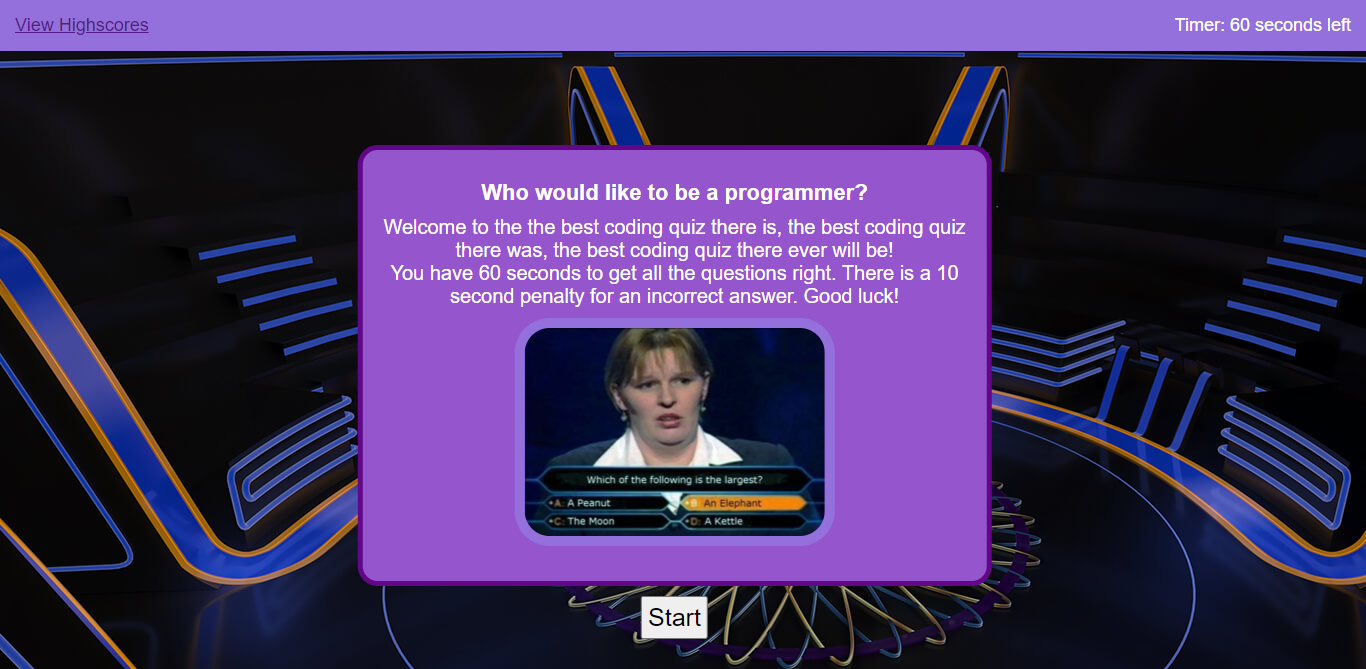 View Highscores
Timer: 60 seconds left
Who would like to be a programmer?
Welcome to the the best coding quiz there is, the best coding quiz
there was, the best coding quiz there ever will be!
You have 60 seconds to get all the questions right. There is a 10
second penalty for an incorrect answer. Good luck!
Which of the following is the largest?
A: A Peanut
B: An Elephant
C: The Moon
D: A Kettle
Start